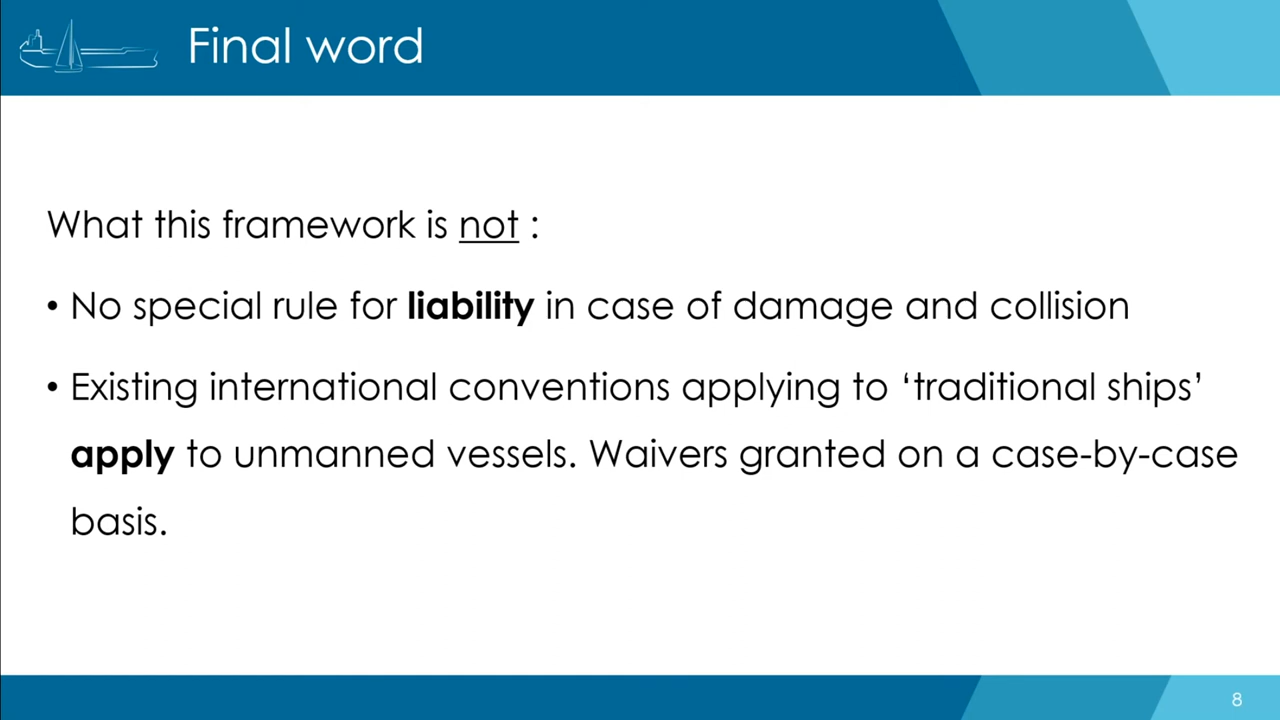 Final word
What this framework is not :
• No special rule for liability in case of damage and collision
• Existing international conventions applying to ‘traditional ships’
apply to unmanned vessels. Waivers granted on a case-by-case
basis.
8